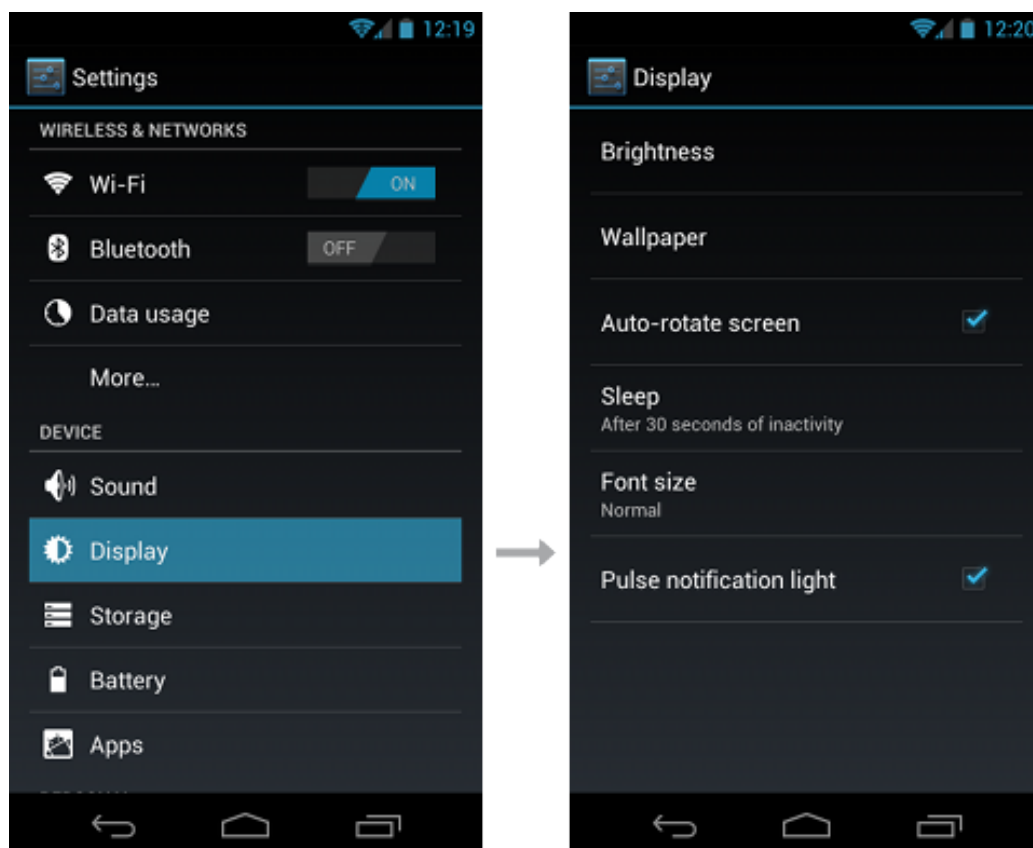 12:19
Settings
WIRELESS & NETWORKS
Wi-Fi
ON
Bluetooth
OFF
Data usage
More...
DEVICE
Sound
Display
Storage
Battery
Apps
12:20
Display
Brightness
Wallpaper
Auto-rotate screen
Sleep
After 30 seconds of inactivity
Font size
Normal
Pulse notification light